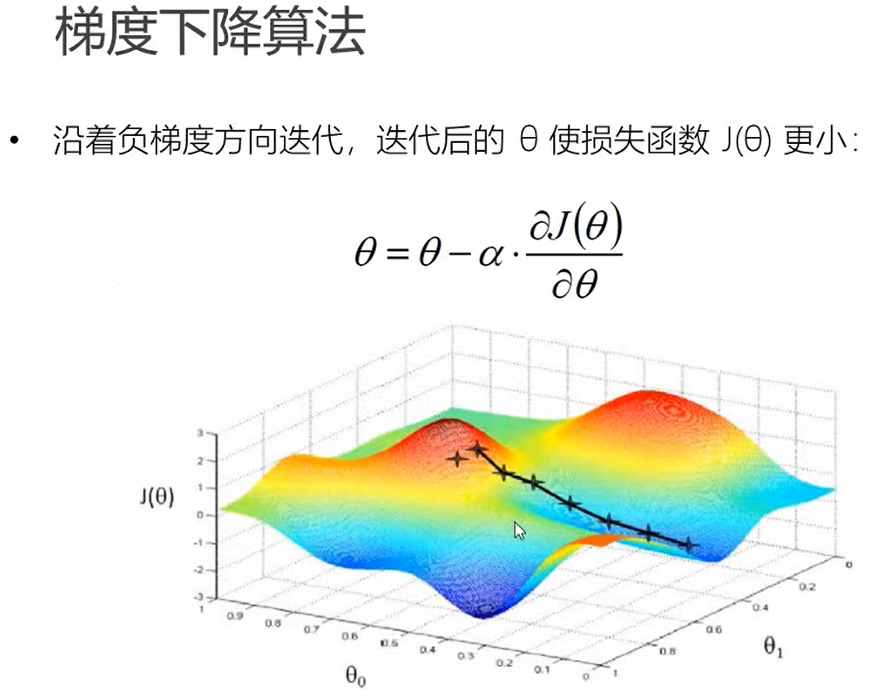 梯度下降算法
• 沿着负梯度方向迭代，迭代后的 θ 使损失函数 J(θ) 更小：
θ = θ − α · ∂J(θ)/∂θ
3
2
1
0
-1
-2
-3
J(θ)
1 0.9 0.8 0.7 0.6 0.5 0.4 0.3 0.2 0.1 0
θ₀
1 0.8 0.6 0.4 0.2 0
θ₁